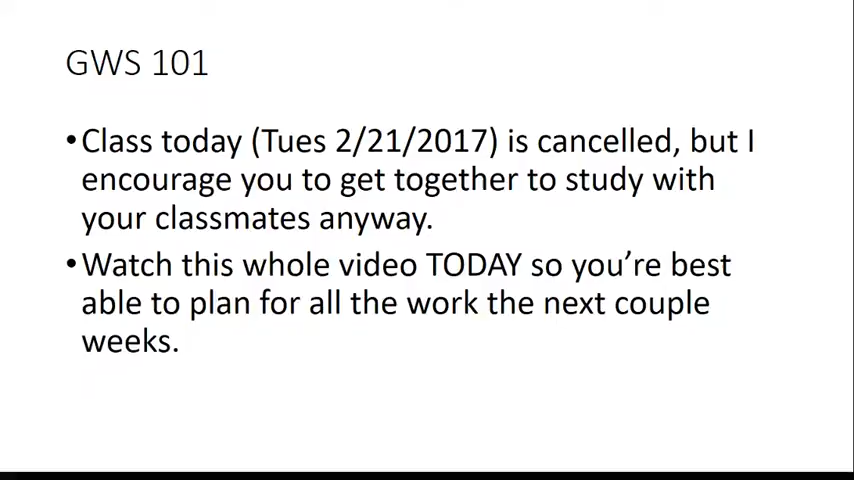 GWS 101
•Class today (Tues 2/21/2017) is cancelled, but I
encourage you to get together to study with
your classmates anyway.
•Watch this whole video TODAY so you’re best
able to plan for all the work the next couple
weeks.